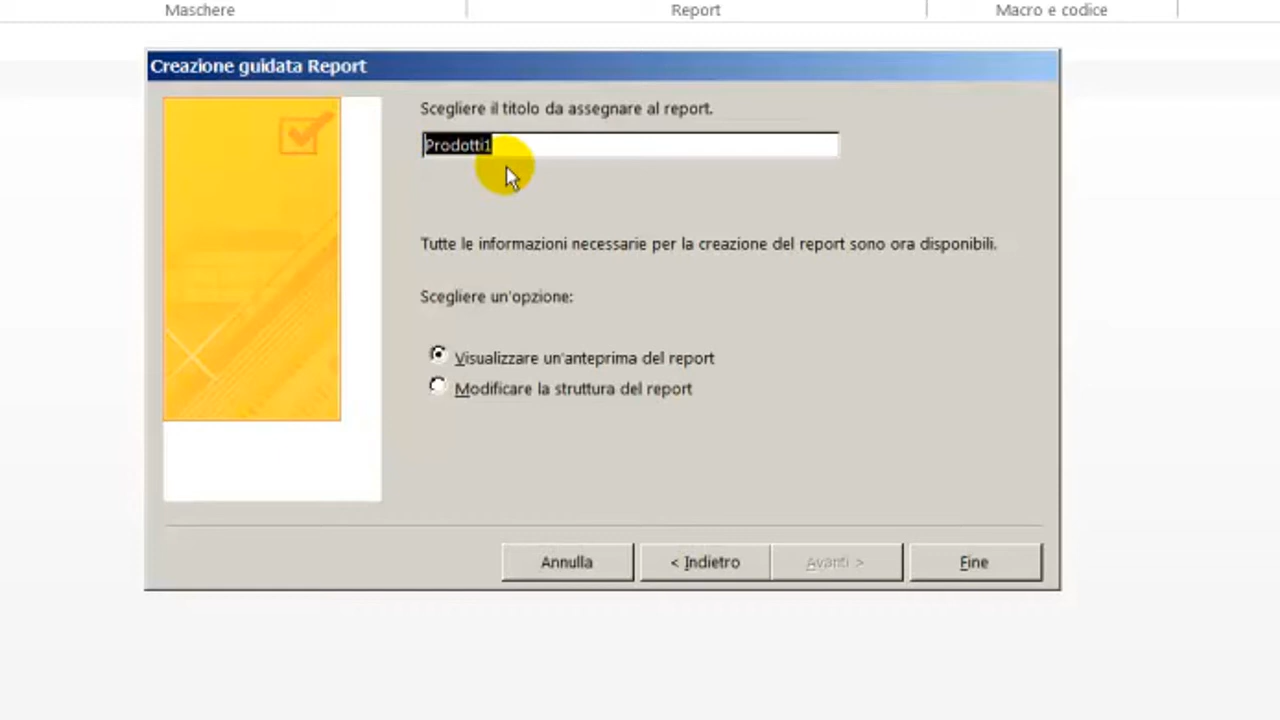 Maschere Report Macro e codice
Creazione guidata Report
Scegliere il titolo da assegnare al report.
Prodotti1
Tutte le informazioni necessarie per la creazione del report sono ora disponibili.
Scegliere un'opzione:
Visualizzare un'anteprima del report
Modificare la struttura del report
Annulla < Indietro Avanti > Fine